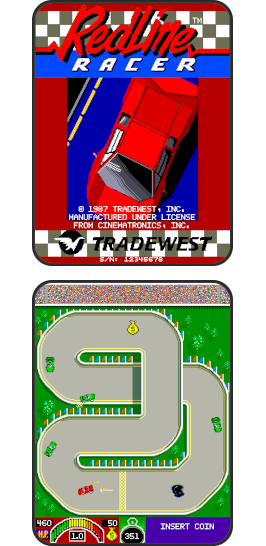 RedLine TM
RACER
© 1987 TRADEWEST, INC.
MANUFACTURED UNDER LICENSE
FROM CINEMATRONICS, INC.
TRADEWEST
S/N: 12345678
460 50
H.P. 1.0 351
INSERT COIN